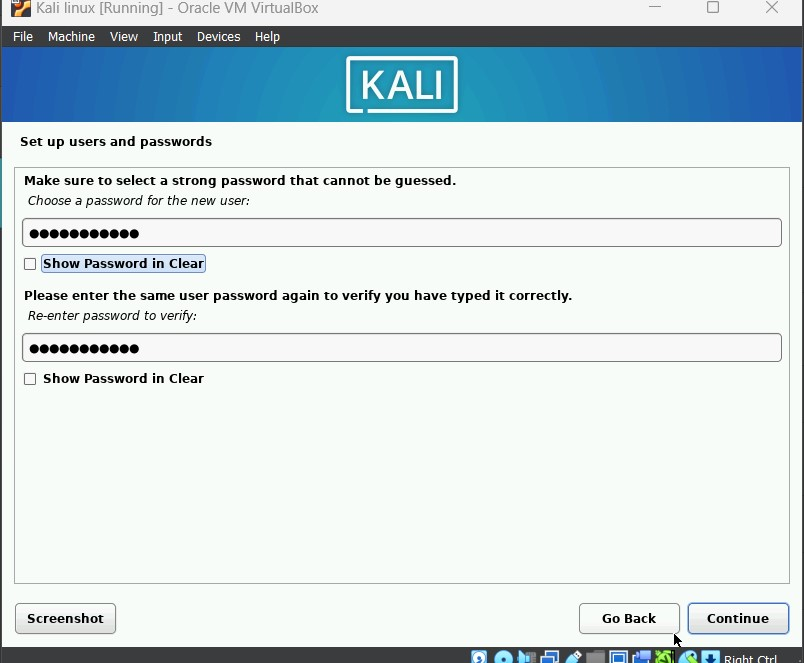 Kali linux [Running] - Oracle VM VirtualBox
File Machine View Input Devices Help
KALI
Set up users and passwords
Make sure to select a strong password that cannot be guessed.
Choose a password for the new user:
●●●●●●●●●●●
Show Password in Clear
Please enter the same user password again to verify you have typed it correctly.
Re-enter password to verify:
●●●●●●●●●●●
Show Password in Clear
Screenshot Go Back Continue
Right Ctrl